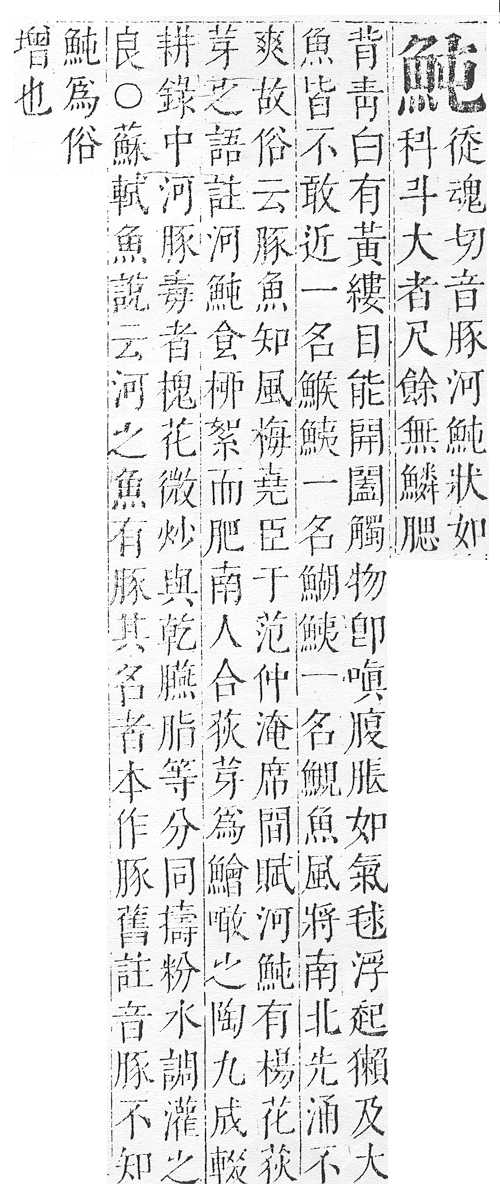 魨
徒魂切音豚河魨狀如
科斗大者尺餘無鱗腮
背靑白有黃縷目能開闔觸物卽嗔腹脹如氣毬浮起獺及大
魚皆不敢近一名鯸鮧一名鰗鮧一名鯢魚風將南北先涌不
爽故俗云豚魚知風梅堯臣于范仲淹席間賦河魨有楊花荻
芽之語註河魨食栁絮而肥南人合荻芽爲鱠噉之陶九成輟
耕錄中河豚毒者槐花微炒與乾臙脂等分同擣粉水調灌之
良○蘇軾魚說云河之魚有豚其名者本作豚舊註音豚不知
魨爲俗
增也